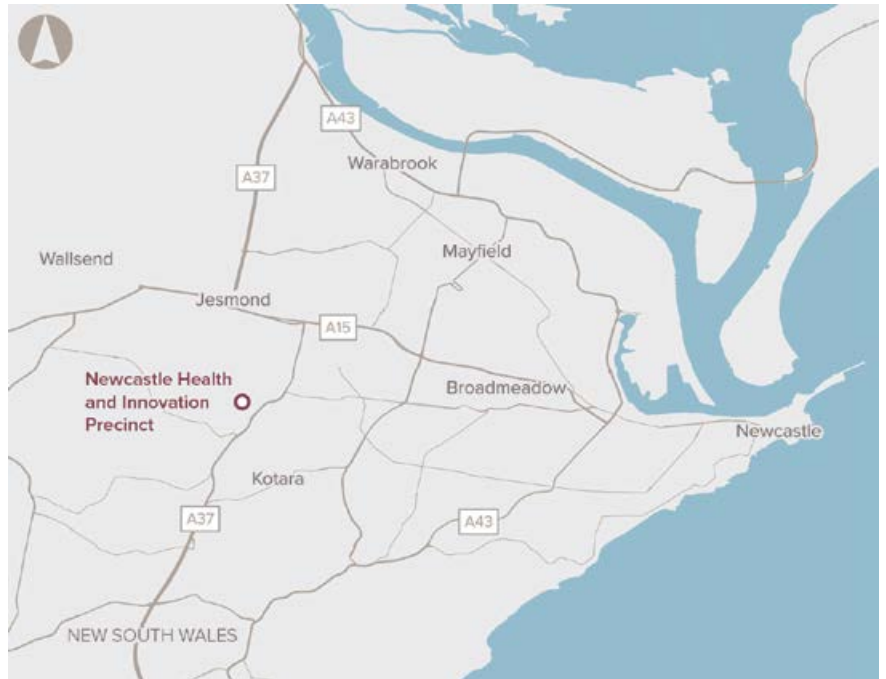 A43
Warabrook
A37
Mayfield
Wallsend
Jesmond
A15
Newcastle Health
and Innovation
Precinct
Broadmeadow
Newcastle
Kotara
A37
A43
NEW SOUTH WALES